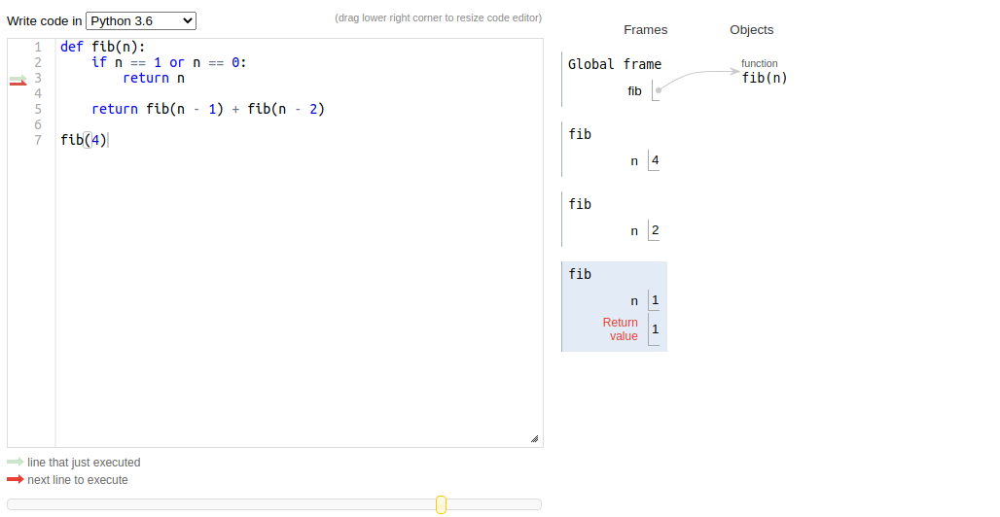 Write code in Python 3.6
(drag lower right corner to resize code editor)
1 def fib(n):
2     if n == 1 or n == 0:
3         return n
4
5     return fib(n - 1) + fib(n - 2)
6
7 fib(4)
line that just executed
next line to execute
Frames
Objects
Global frame
fib
function
fib(n)
fib
n 4
fib
n 2
fib
n 1
Return
value 1